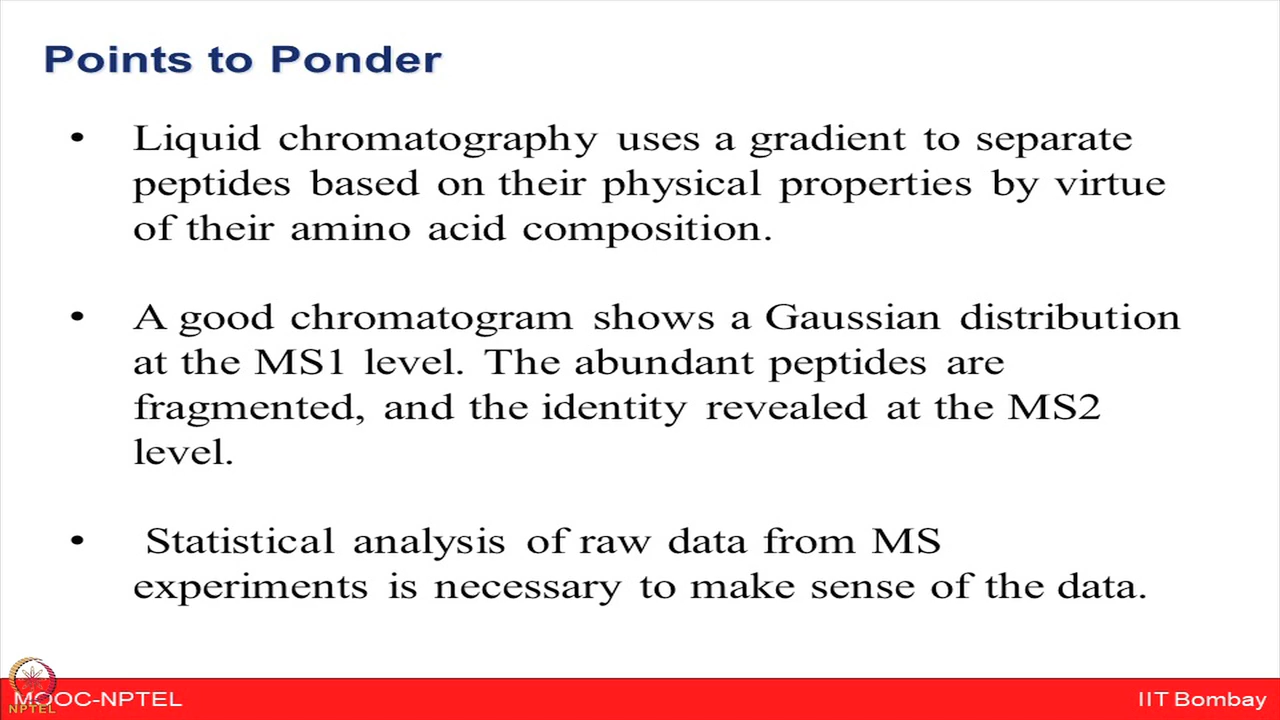 Points to Ponder
• Liquid chromatography uses a gradient to separate
peptides based on their physical properties by virtue
of their amino acid composition.
• A good chromatogram shows a Gaussian distribution
at the MS1 level. The abundant peptides are
fragmented, and the identity revealed at the MS2
level.
• Statistical analysis of raw data from MS
experiments is necessary to make sense of the data.
MOOC-NPTEL
NPTEL
IIT Bombay